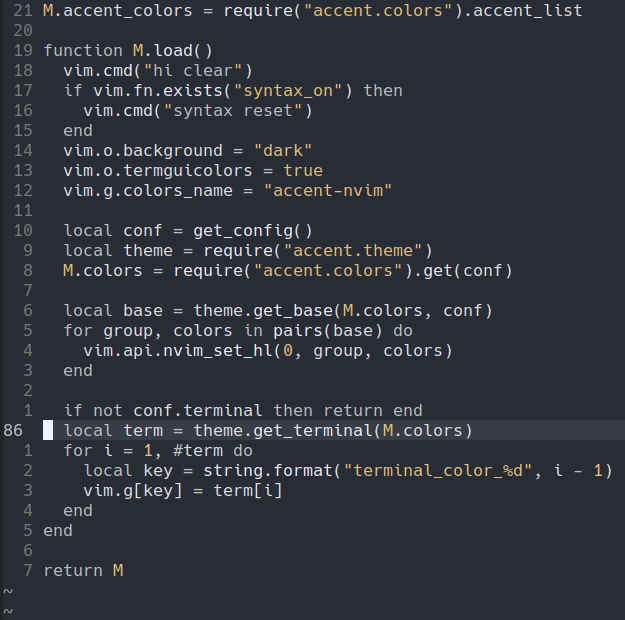 21 M.accent_colors = require("accent.colors").accent_list
20
19 function M.load()
18   vim.cmd("hi clear")
17   if vim.fn.exists("syntax_on") then
16     vim.cmd("syntax reset")
15   end
14   vim.o.background = "dark"
13   vim.o.termguicolors = true
12   vim.g.colors_name = "accent-nvim"
11
10   local conf = get_config()
 9   local theme = require("accent.theme")
 8   M.colors = require("accent.colors").get(conf)
 7
 6   local base = theme.get_base(M.colors, conf)
 5   for group, colors in pairs(base) do
 4     vim.api.nvim_set_hl(0, group, colors)
 3   end
 2
 1   if not conf.terminal then return end
86   local term = theme.get_terminal(M.colors)
 1   for i = 1, #term do
 2     local key = string.format("terminal_color_%d", i - 1)
 3     vim.g[key] = term[i]
 4   end
 5 end
 6
 7 return M
~
~